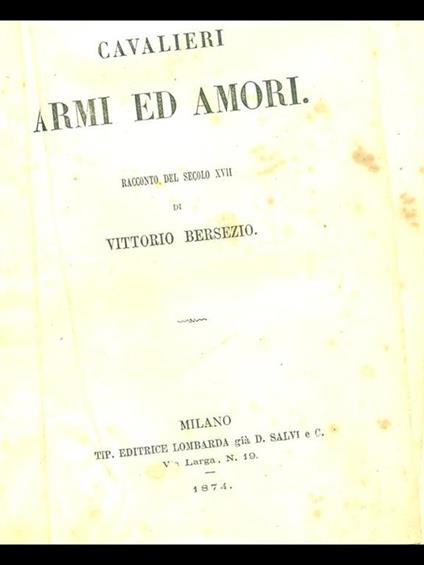 CAVALIERI
ARMI ED AMORI.
RACCONTO DEL SECOLO XVII
DI
VITTORIO BERSEZIO.
MILANO
TIP. EDITRICE LOMBARDA già D. SALVI e C.
Via Larga, N. 19.
1874.